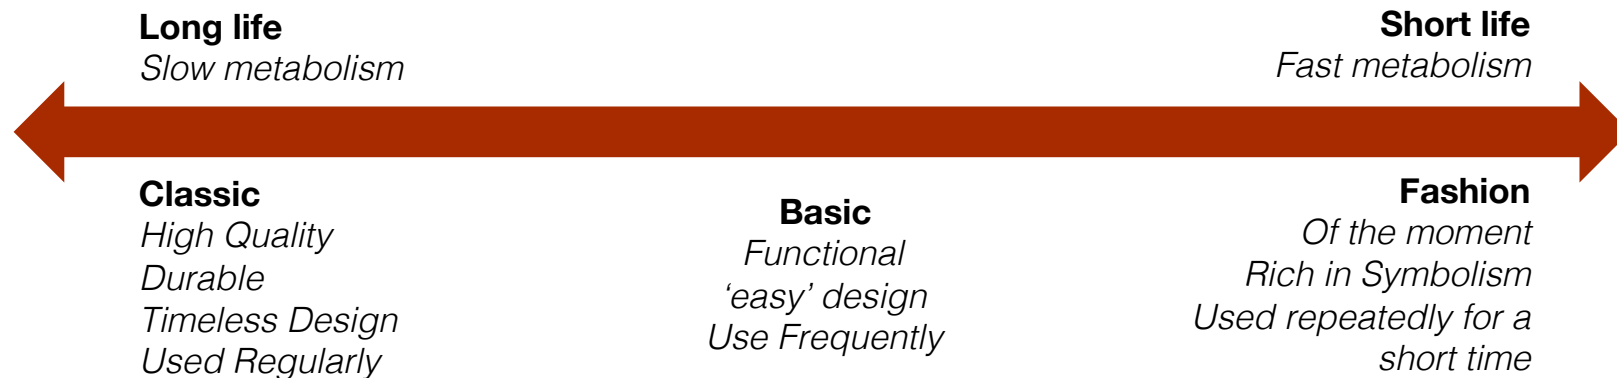 Long life
Slow metabolism
Short life
Fast metabolism
Classic
High Quality
Durable
Timeless Design
Used Regularly
Basic
Functional
‘easy’ design
Use Frequently
Fashion
Of the moment
Rich in Symbolism
Used repeatedly for a
short time